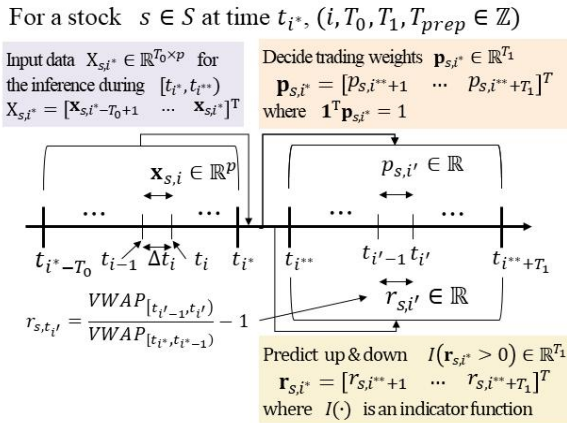 For a stock s ∈ S at time t_{i*}, (i, T_0, T_1, T_{prep} ∈ ℤ)
Input data X_{s,i*} ∈ ℝ^{T_0×p} for
the inference during [t_{i*}, t_{i**})
X_{s,i*} = [𝐱_{s,i*−T_0+1} ... 𝐱_{s,i*}]^T
Decide trading weights 𝐩_{s,i*} ∈ ℝ^{T_1}
𝐩_{s,i*} = [p_{s,i**+1} ... p_{s,i**+T_1}]^T
where 𝟏^T 𝐩_{s,i*} = 1
𝐱_{s,i} ∈ ℝ^p
p_{s,i′} ∈ ℝ
... ... ... ...
t_{i*−T_0} t_{i−1} Δt_i t_i t_{i*} t_{i**} t_{i′−1} t_{i′} t_{i**+T_1}
r_{s,t_{i′}} = VWAP_{[t_{i′−1},t_{i′})} / VWAP_{[t_{i*},t_{i*−1})} − 1
r_{s,i′} ∈ ℝ
Predict up & down I(𝐫_{s,i*} > 0) ∈ ℝ^{T_1}
𝐫_{s,i*} = [r_{s,i**+1} ... r_{s,i**+T_1}]^T
where I(·) is an indicator function